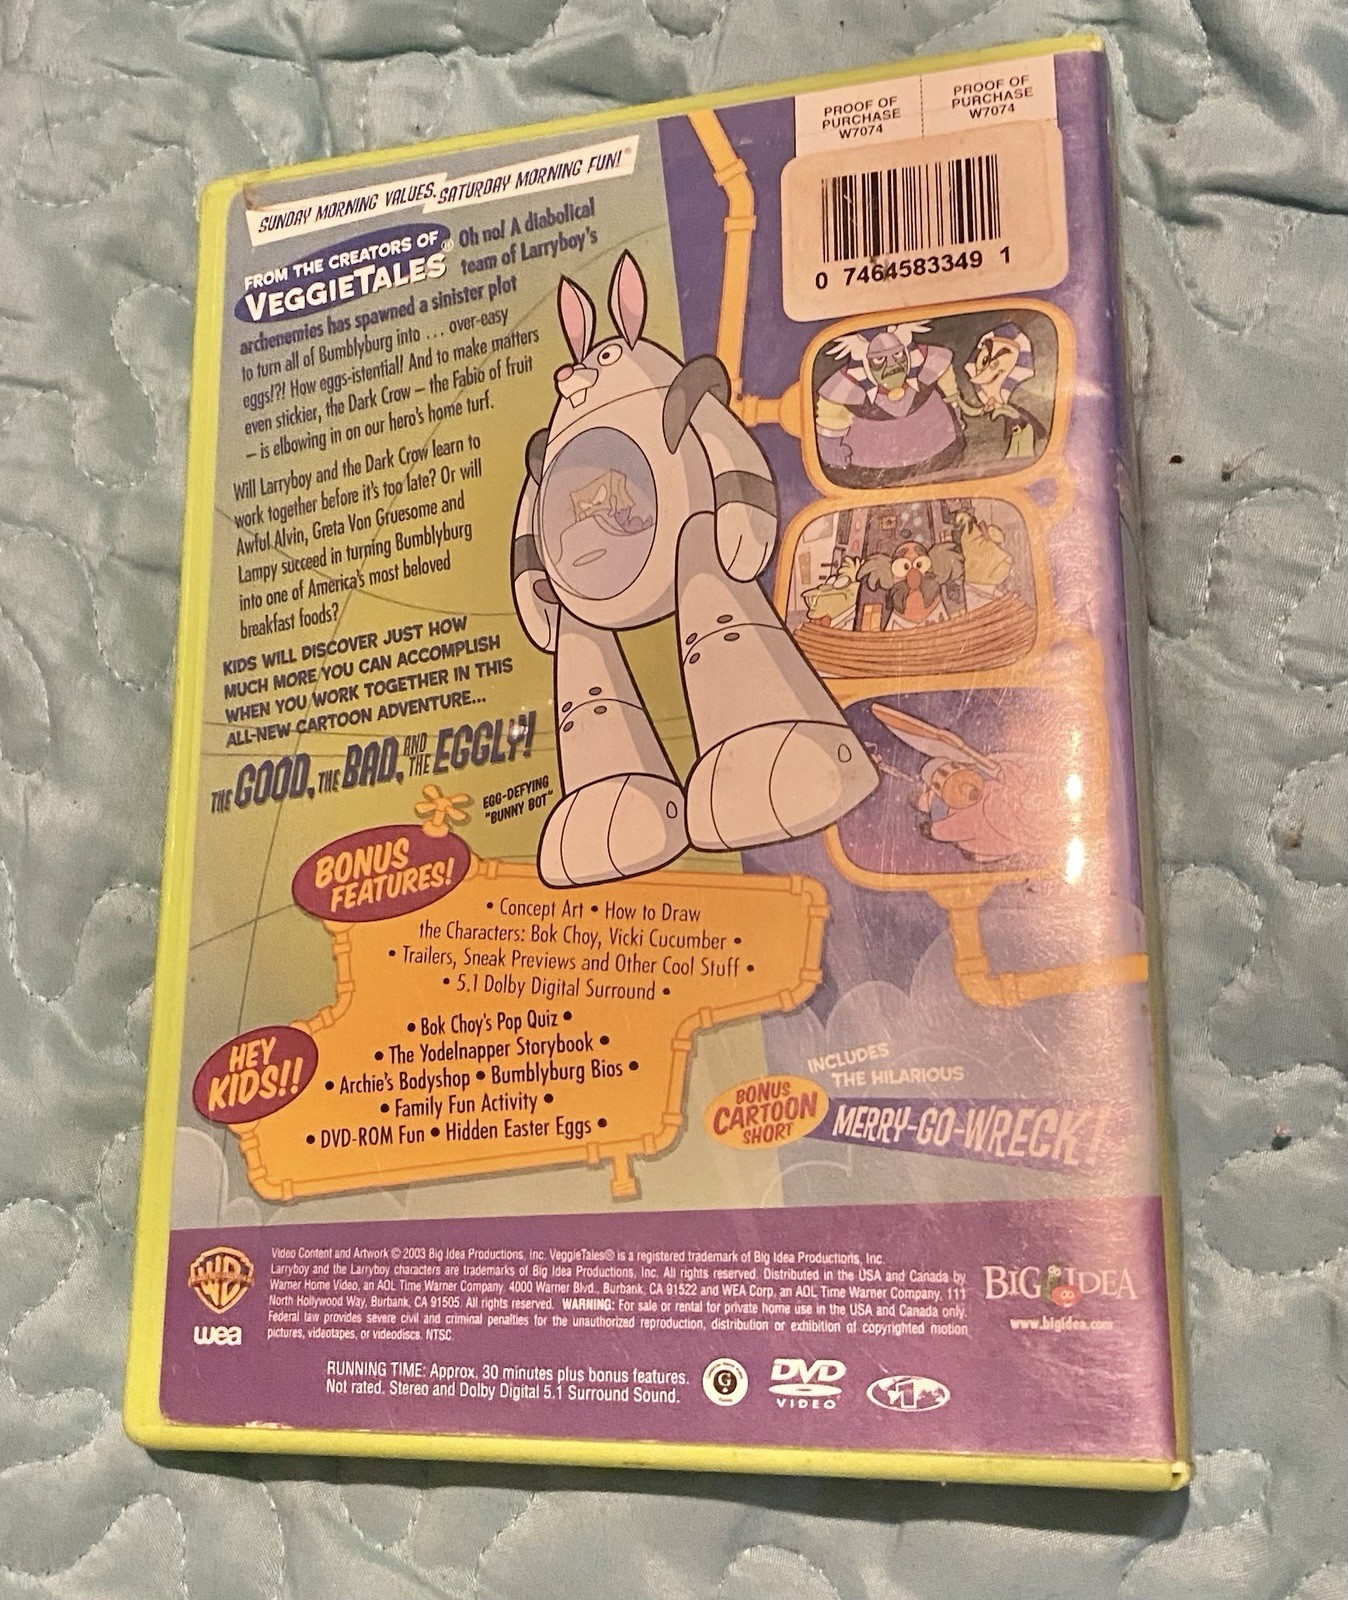 PROOF OF
PURCHASE
W7074
PROOF OF
PURCHASE
W7074
0 7464583349 1
SUNDAY MORNING VALUES, SATURDAY MORNING FUN!®
FROM THE CREATORS OF
VEGGIETALES®
Oh no! A diabolical
team of Larryboy's
archenemies has spawned a sinister plot
to turn all of Bumblyburg into ... over-easy
eggs!?! How eggs-istential! And to make matters
even stickier, the Dark Crow – the Fabio of fruit
– is elbowing in on our hero's home turf.
Will Larryboy and the Dark Crow learn to
work together before it's too late? Or will
Awful Alvin, Greta Von Gruesome and
Lampy succeed in turning Bumblyburg
into one of America's most beloved
breakfast foods?
KIDS WILL DISCOVER JUST HOW
MUCH MORE YOU CAN ACCOMPLISH
WHEN YOU WORK TOGETHER IN THIS
ALL-NEW CARTOON ADVENTURE...
THE GOOD, THE BAD, AND THE EGGLY!
EGG-DEFYING
"BUNNY BOT"
BONUS
FEATURES!
• Concept Art • How to Draw
the Characters: Bok Choy, Vicki Cucumber •
• Trailers, Sneak Previews and Other Cool Stuff •
• 5.1 Dolby Digital Surround •
HEY
KIDS!!
• Bok Choy's Pop Quiz •
• The Yodelnapper Storybook •
• Archie's Bodyshop • Bumblyburg Bios •
• Family Fun Activity •
• DVD-ROM Fun • Hidden Easter Eggs •
INCLUDES
THE HILARIOUS
BONUS
CARTOON
SHORT
MERRY-GO-WRECK!
Video Content and Artwork © 2003 Big Idea Productions, Inc. VeggieTales® is a registered trademark of Big Idea Productions, Inc.
Larryboy and the Larryboy characters are trademarks of Big Idea Productions, Inc. All rights reserved. Distributed in the USA and Canada by
Warner Home Video, an AOL Time Warner Company, 4000 Warner Blvd., Burbank, CA 91522 and WEA Corp, an AOL Time Warner Company, 111
North Hollywood Way, Burbank, CA 91505. All rights reserved. WARNING: For sale or rental for private home use in the USA and Canada only.
Federal law provides severe civil and criminal penalties for the unauthorized reproduction, distribution or exhibition of copyrighted motion
pictures, videotapes, or videodiscs. NTSC.
WB
wea
BIG IDEA
www.bigidea.com
RUNNING TIME: Approx. 30 minutes plus bonus features.
Not rated. Stereo and Dolby Digital 5.1 Surround Sound.
G
DVD
VIDEO
1